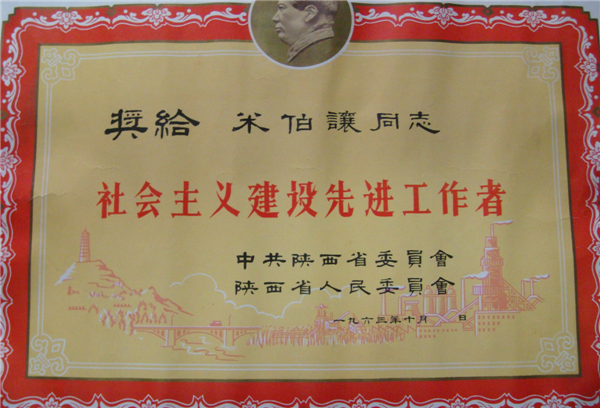 奬給 米伯讓同志
社会主义建设先进工作者
中共陕西省委員會
陕西省人民委員會
一九六三年十月 日